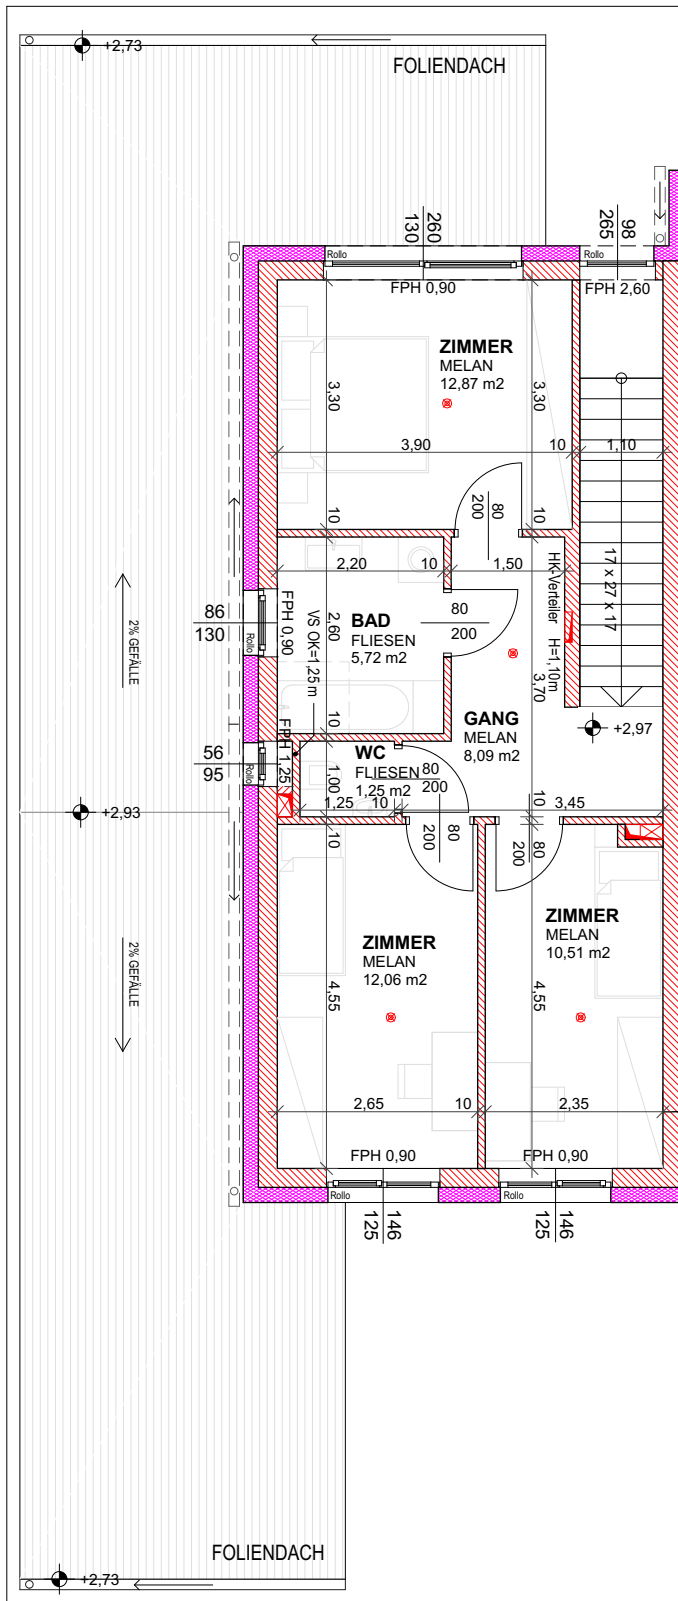 +2,73
FOLIENDACH
260
130
98
265
Rollo
Rollo
FPH 0,90
FPH 2,60
ZIMMER
MELAN
12,87 m2
3,30
3,30
3,90
10
1,10
10
10
80
200
17 x 27 x 17
2,20
10
1,50
HK-Verteiler H=1,10m
86
130
Rollo
FPH 0,90
VS OK=1,25 m
2,60
BAD
FLIESEN
5,72 m2
80
200
2% GEFÄLLE
3,70
10
GANG
MELAN
8,09 m2
+2,97
56
95
Rollo
FPH 1,25
WC
FLIESEN
1,25 m2
1,00
80
200
1,25
10
3,45
+2,93
10
10
80
200
80
200
ZIMMER
MELAN
12,06 m2
ZIMMER
MELAN
10,51 m2
2% GEFÄLLE
4,55
4,55
2,65
10
2,35
FPH 0,90
FPH 0,90
Rollo
Rollo
146
125
146
125
FOLIENDACH
+2,73